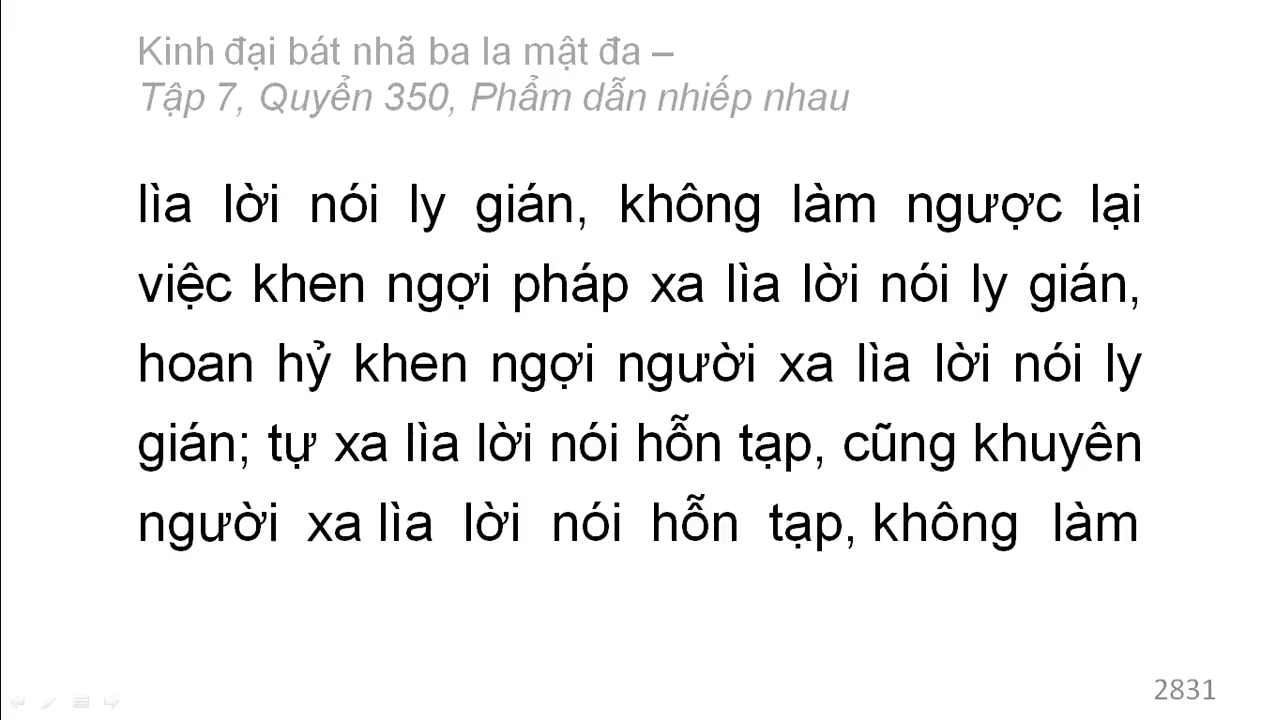 Kinh đại bát nhã ba la mật đa –
Tập 7, Quyển 350, Phẩm dẫn nhiếp nhau
lìa lời nói ly gián, không làm ngược lại
việc khen ngợi pháp xa lìa lời nói ly gián,
hoan hỷ khen ngợi người xa lìa lời nói ly
gián; tự xa lìa lời nói hỗn tạp, cũng khuyên
người xa lìa lời nói hỗn tạp, không làm
2831